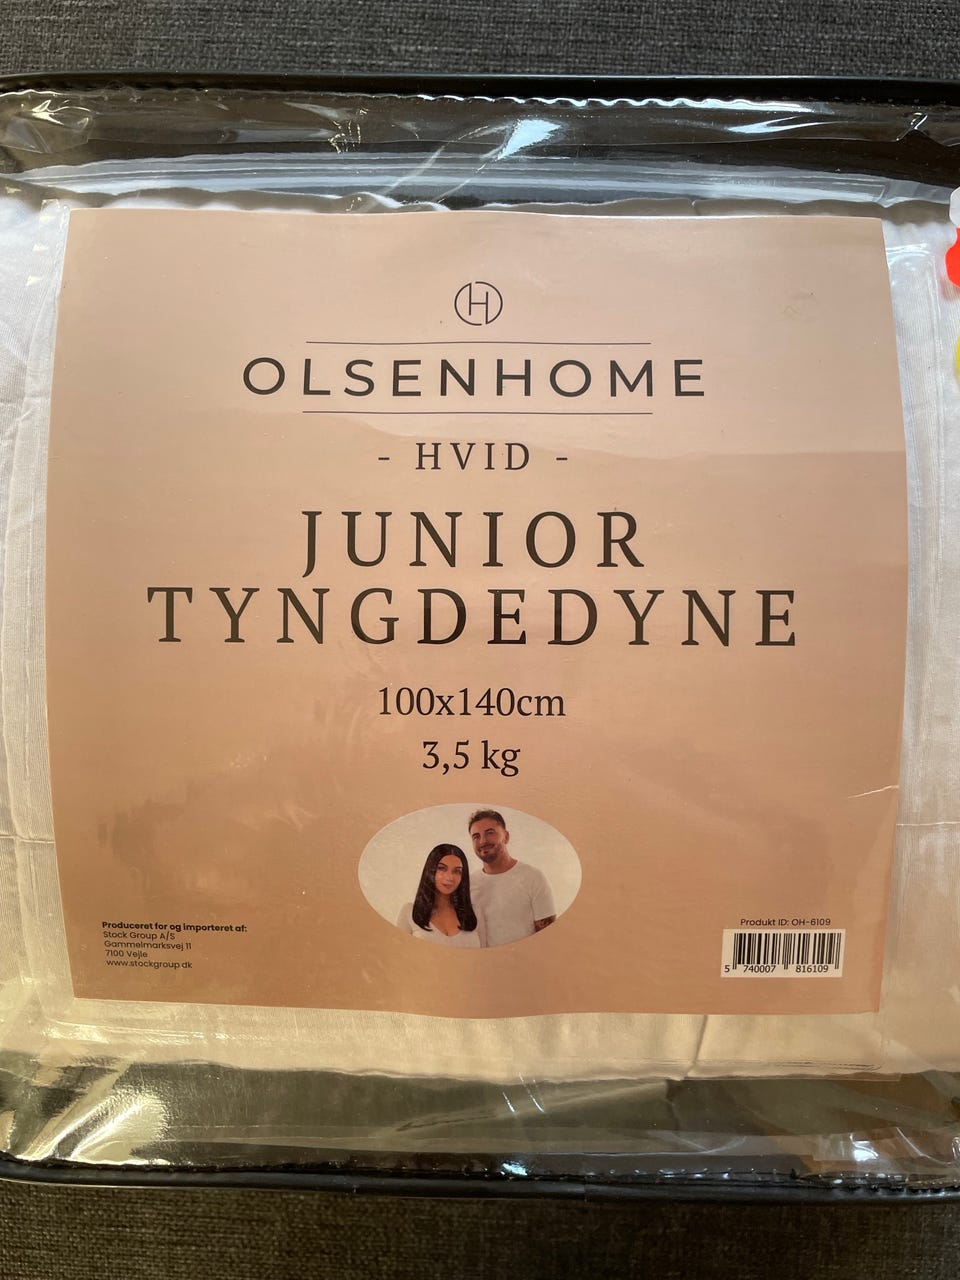 H
OLSENHOME
- HVID -
JUNIOR
TYNGDEDYNE
100x140cm
3,5 kg
Produceret for og importeret af:
Stock Group A/S
Gammelmarksvej 11
7100 Vejle
www.stockgroup.dk
Produkt ID: OH-6109
5 740007 816109